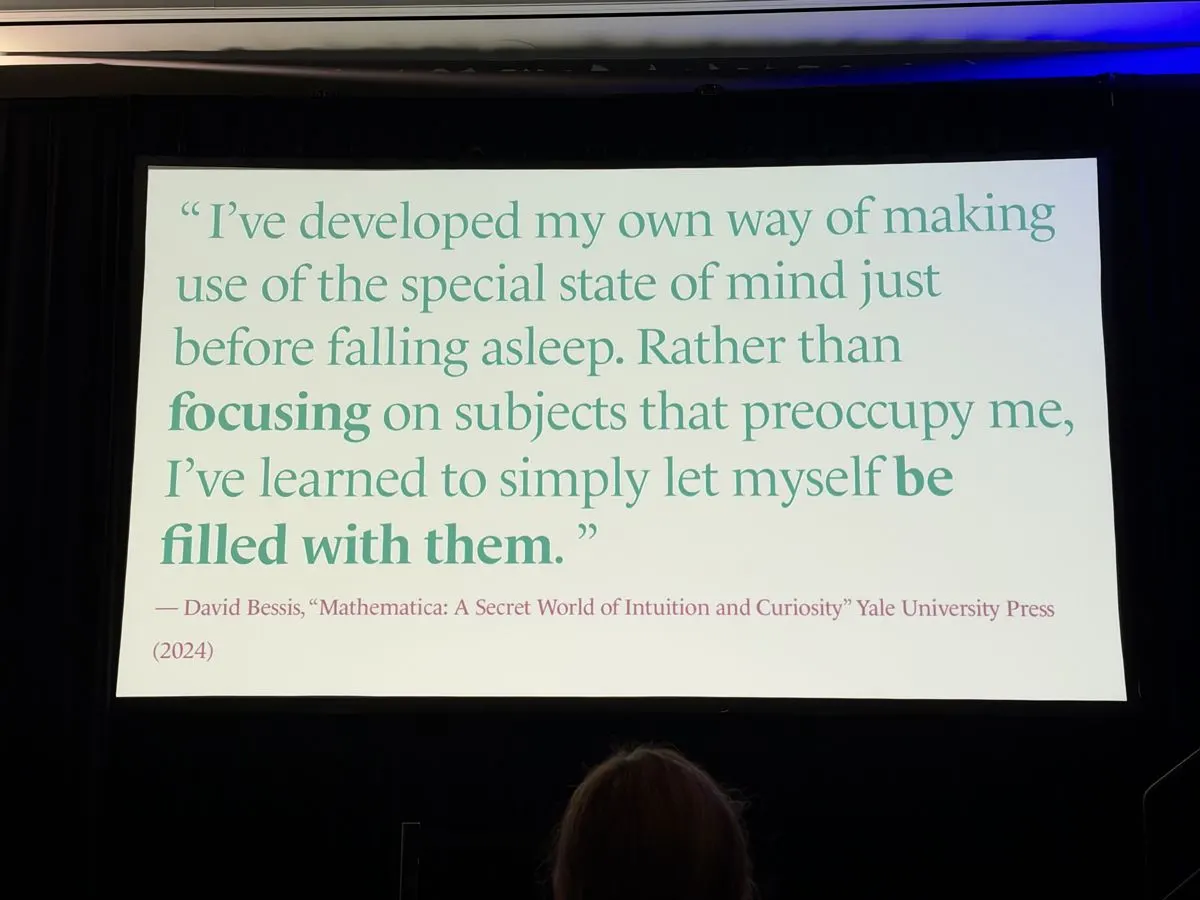 “ I’ve developed my own way of making
use of the special state of mind just
before falling asleep. Rather than
focusing on subjects that preoccupy me,
I’ve learned to simply let myself be
filled with them. ”
— David Bessis, “Mathematica: A Secret World of Intuition and Curiosity” Yale University Press
(2024)